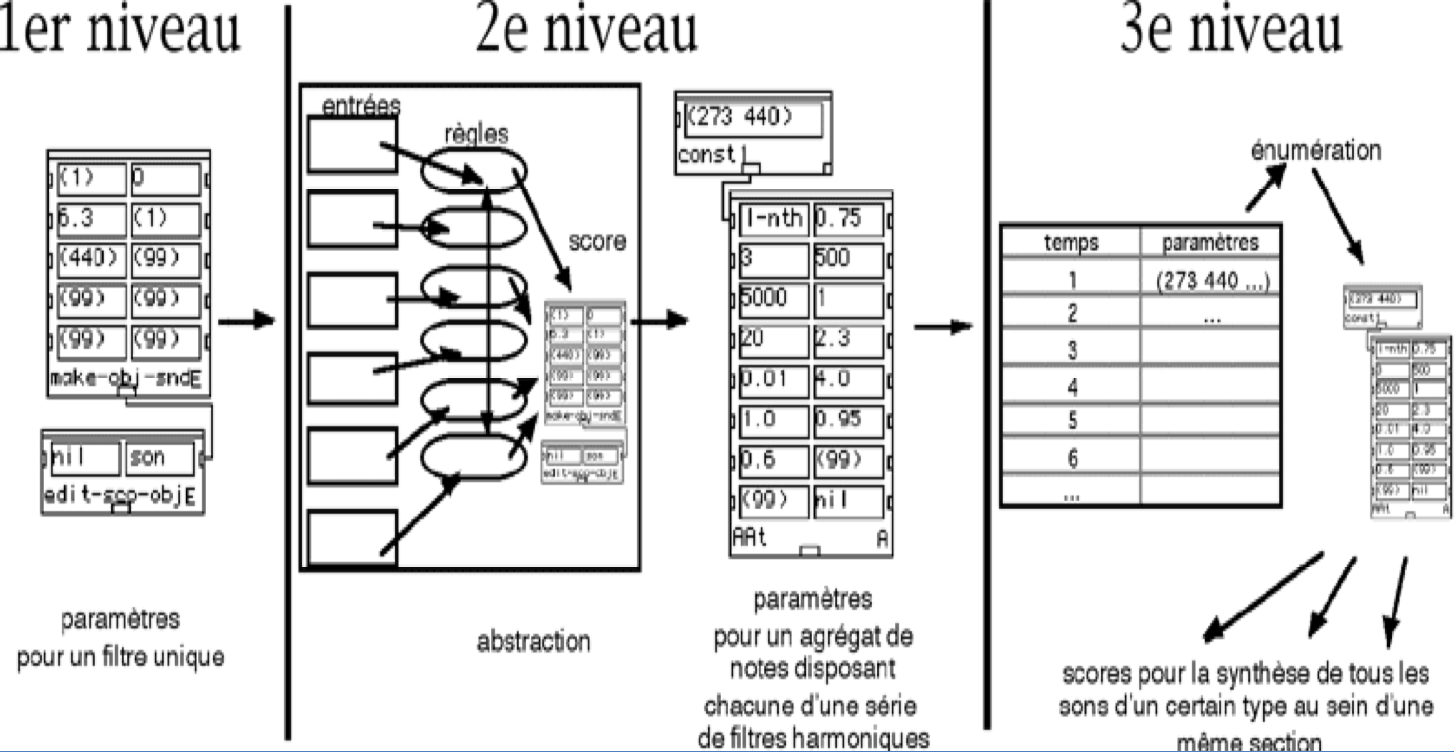 1er niveau
2e niveau
3e niveau
(1) 0
6.3 (1)
(440) (99)
(99) (99)
(99) (99)
make-obj-sndE
nil son
edit-sco-objE
paramètres
pour un filtre unique
entrées
règles
score
(1) 0
6.3 (1)
(440) (99)
(99) (99)
(99) (99)
make-obj-sndE
nil son
edit-sco-objE
abstraction
(273 440)
const
l-nth 0.75
3 500
5000 1
20 2.3
0.01 4.0
1.0 0.95
0.6 (99)
(99) nil
AAt A
paramètres
pour un agrégat de
notes disposant
chacune d'une série
de filtres harmoniques
énumération
temps paramètres
1 (273 440 ...)
2 ...
3
4
5
6
...
(273 440)
const
l-nth 0.75
3 500
5000 1
20 2.3
0.01 4.0
1.0 0.95
0.6 (99)
(99) nil
AAt A
scores pour la synthèse de tous les
sons d'un certain type au sein d'une
même section